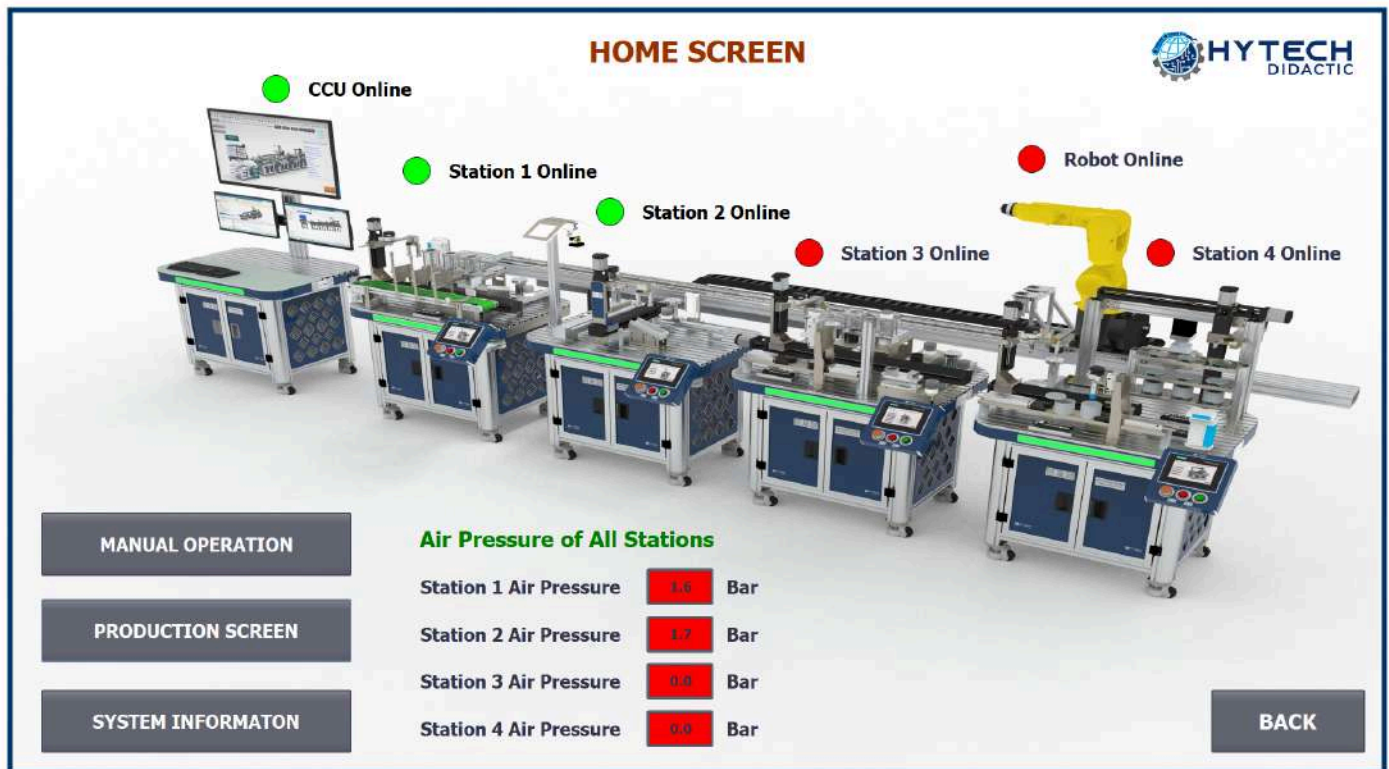 HOME SCREEN
HYTECH
DIDACTIC
CCU Online
Robot Online
Station 1 Online
Station 2 Online
Station 3 Online
Station 4 Online
MANUAL OPERATION
PRODUCTION SCREEN
SYSTEM INFORMATON
Air Pressure of All Stations
Station 1 Air Pressure 1.6 Bar
Station 2 Air Pressure 1.7 Bar
Station 3 Air Pressure 0.0 Bar
Station 4 Air Pressure 0.0 Bar
BACK